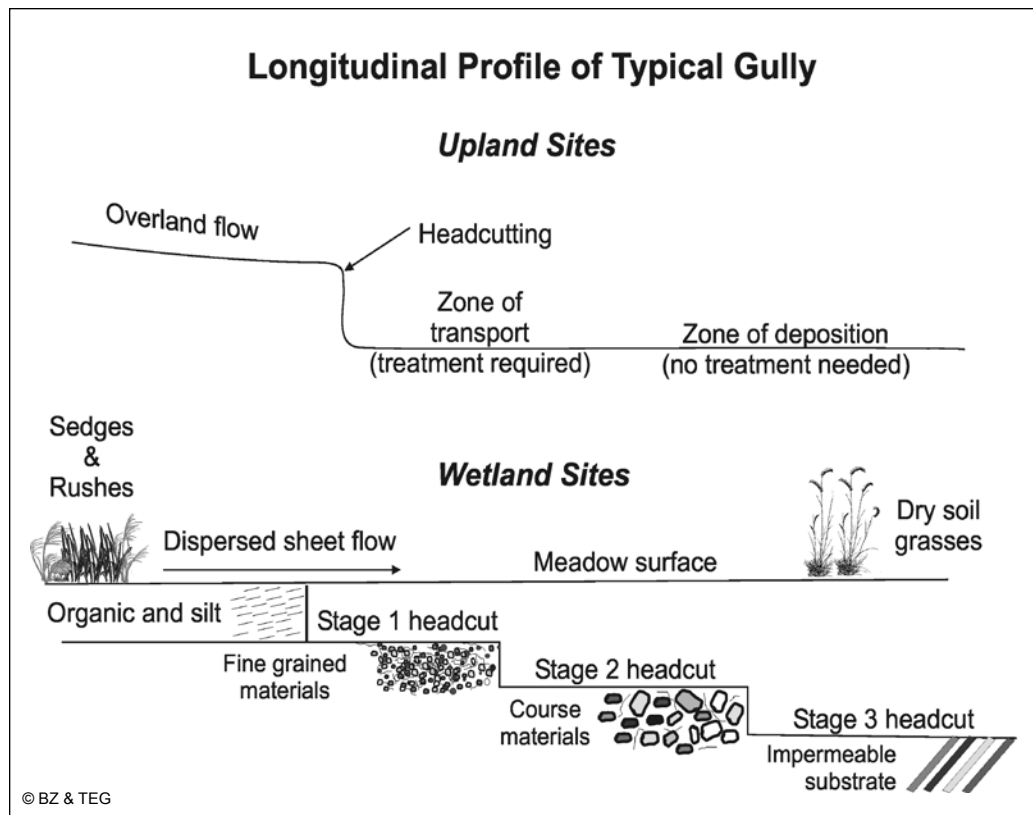 Longitudinal Profile of Typical Gully
Upland Sites
Overland flow
Headcutting
Zone of
transport
(treatment required)
Zone of deposition
(no treatment needed)
Sedges
&
Rushes
Wetland Sites
Dispersed sheet flow
Meadow surface
Dry soil
grasses
Organic and silt
Stage 1 headcut
Fine grained
materials
Stage 2 headcut
Course
materials
Stage 3 headcut
Impermeable
substrate
© BZ & TEG